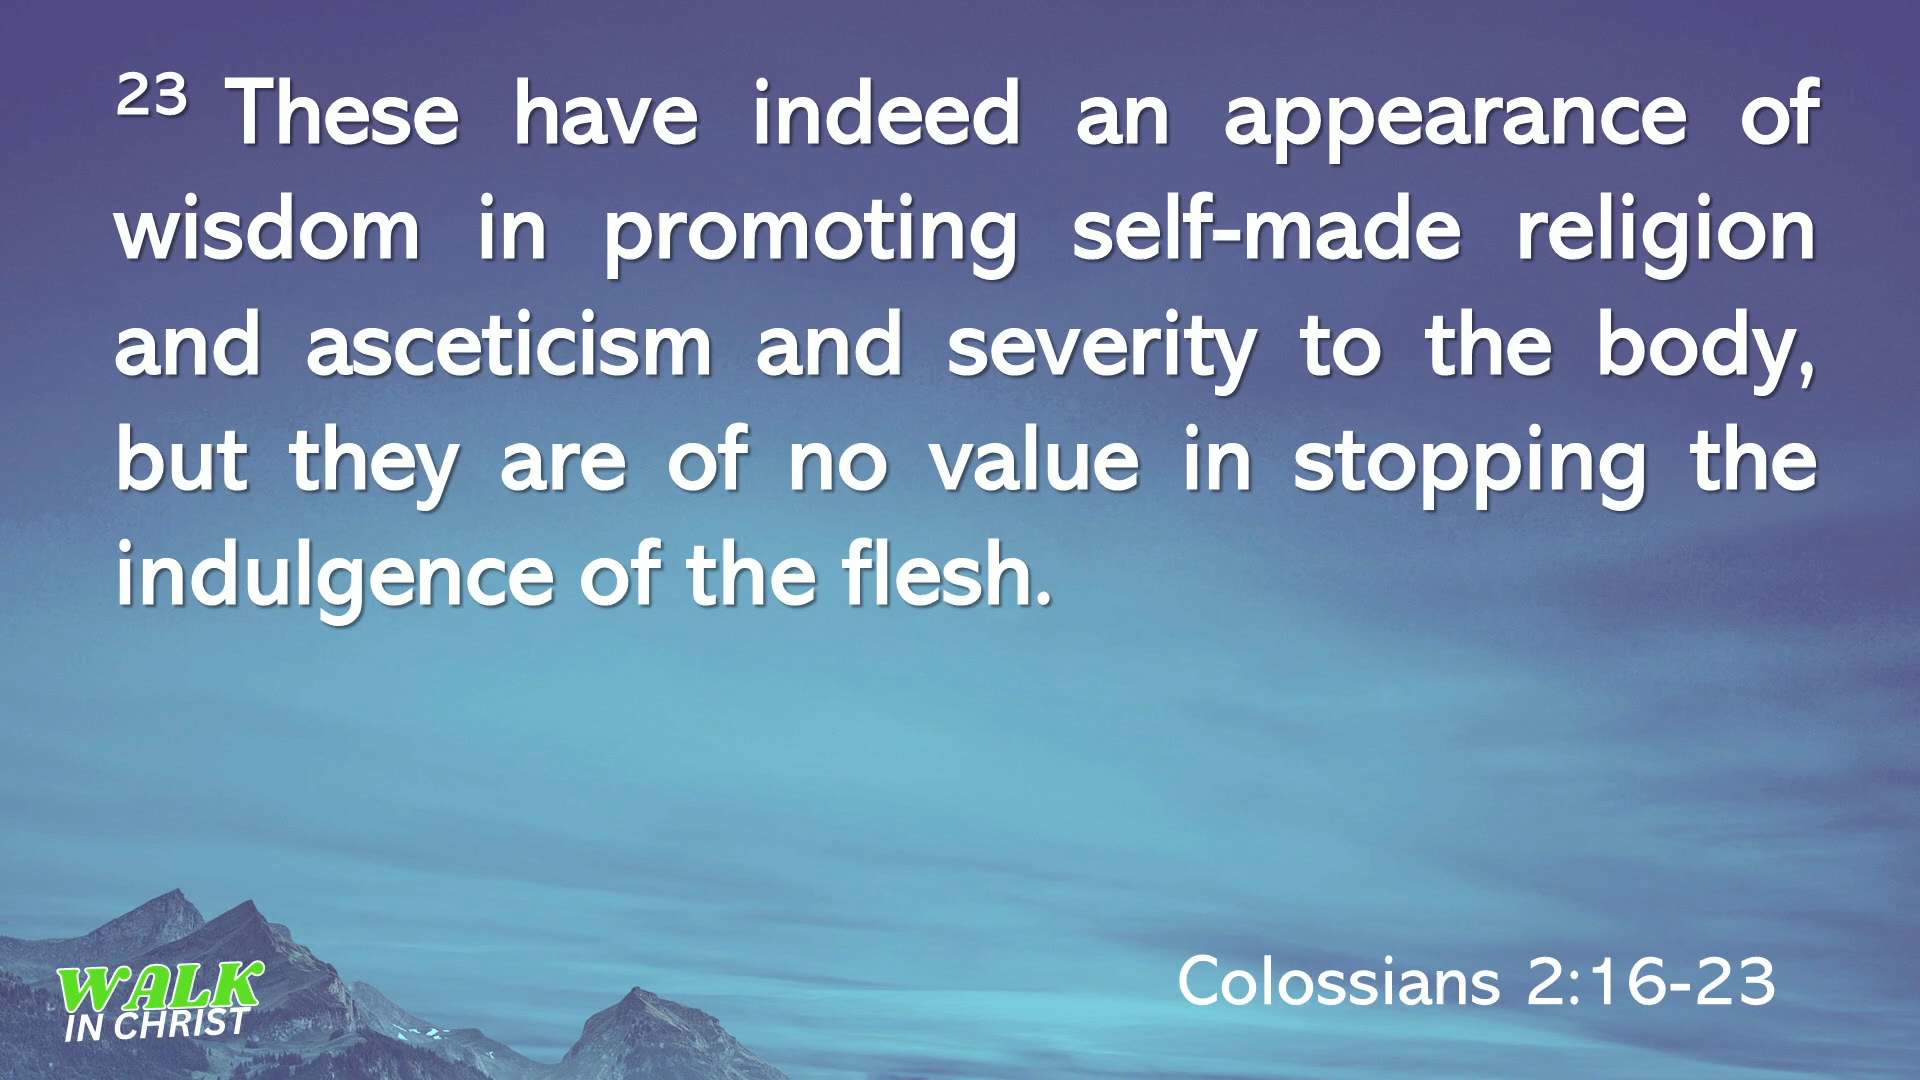 23 These have indeed an appearance of
wisdom in promoting self-made religion
and asceticism and severity to the body,
but they are of no value in stopping the
indulgence of the flesh.
Colossians 2:16-23
WALK
IN CHRIST